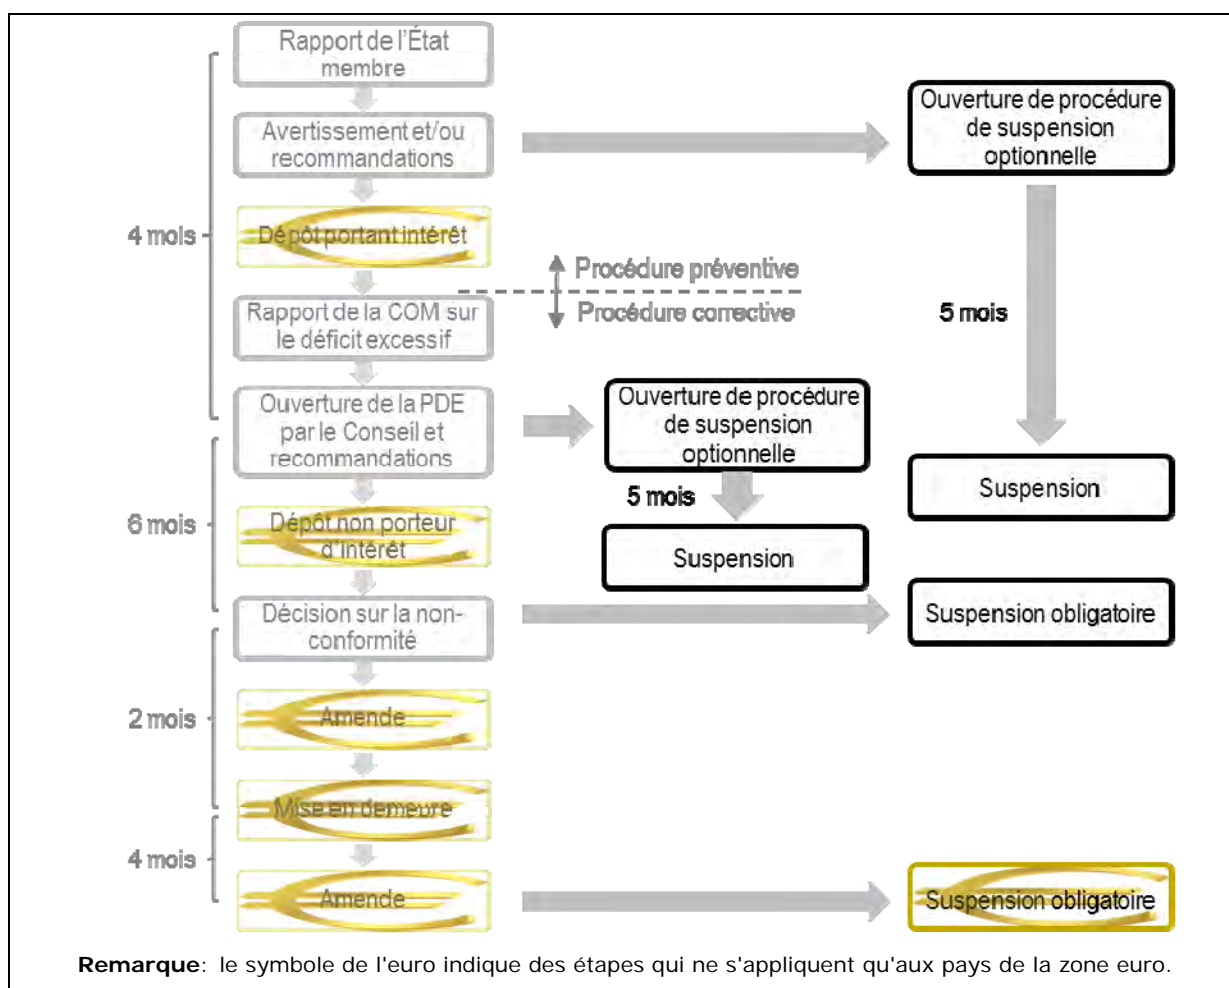 Rapport de l'État
membre
Avertissement et/ou
recommandations
Ouverture de procédure
de suspension
optionnelle
4 mois
Dépôt portant intérêt
Procédure préventive
Procédure corrective
Rapport de la COM sur
le déficit excessif
5 mois
Ouverture de la PDE
par le Conseil et
recommandations
Ouverture de procédure
de suspension
optionnelle
5 mois
Suspension
6 mois
Dépôt non porteur
d'intérêt
Suspension
Décision sur la non-
conformité
Suspension obligatoire
2 mois
Amende
Mise en demeure
4 mois
Amende
Suspension obligatoire
Remarque: le symbole de l'euro indique des étapes qui ne s'appliquent qu'aux pays de la zone euro.